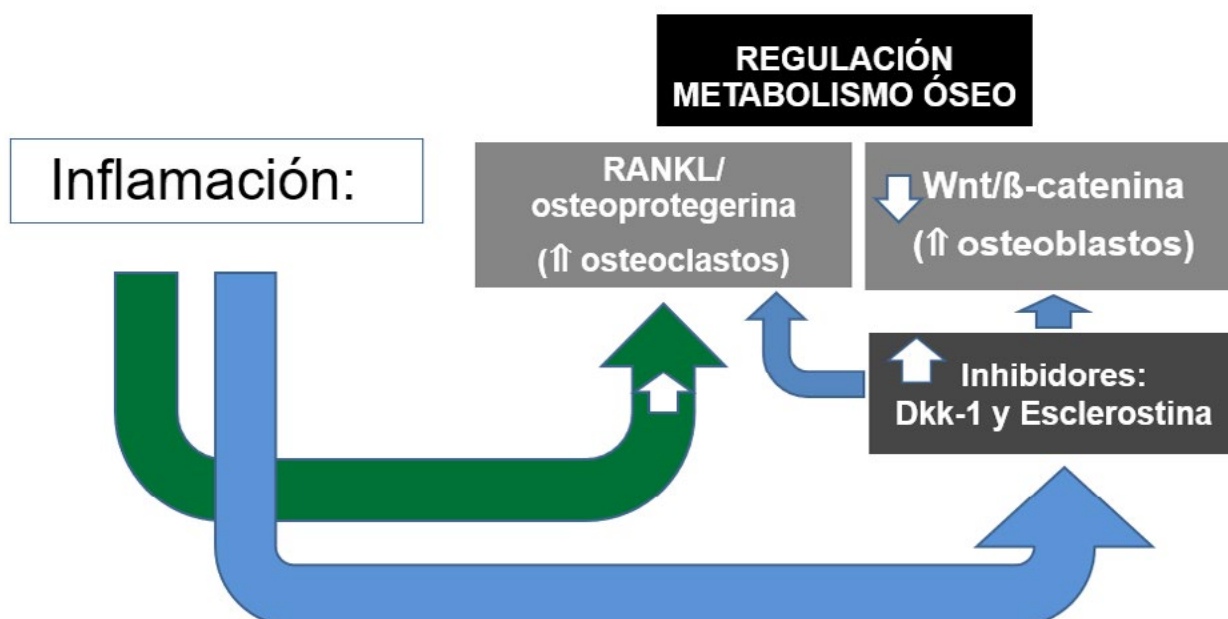 REGULACIÓN
METABOLISMO ÓSEO
Inflamación:
RANKL/
osteoprotegerina
(⇑ osteoclastos)
Wnt/ß-catenina
(⇑ osteoblastos)
Inhibidores:
Dkk-1 y Esclerostina